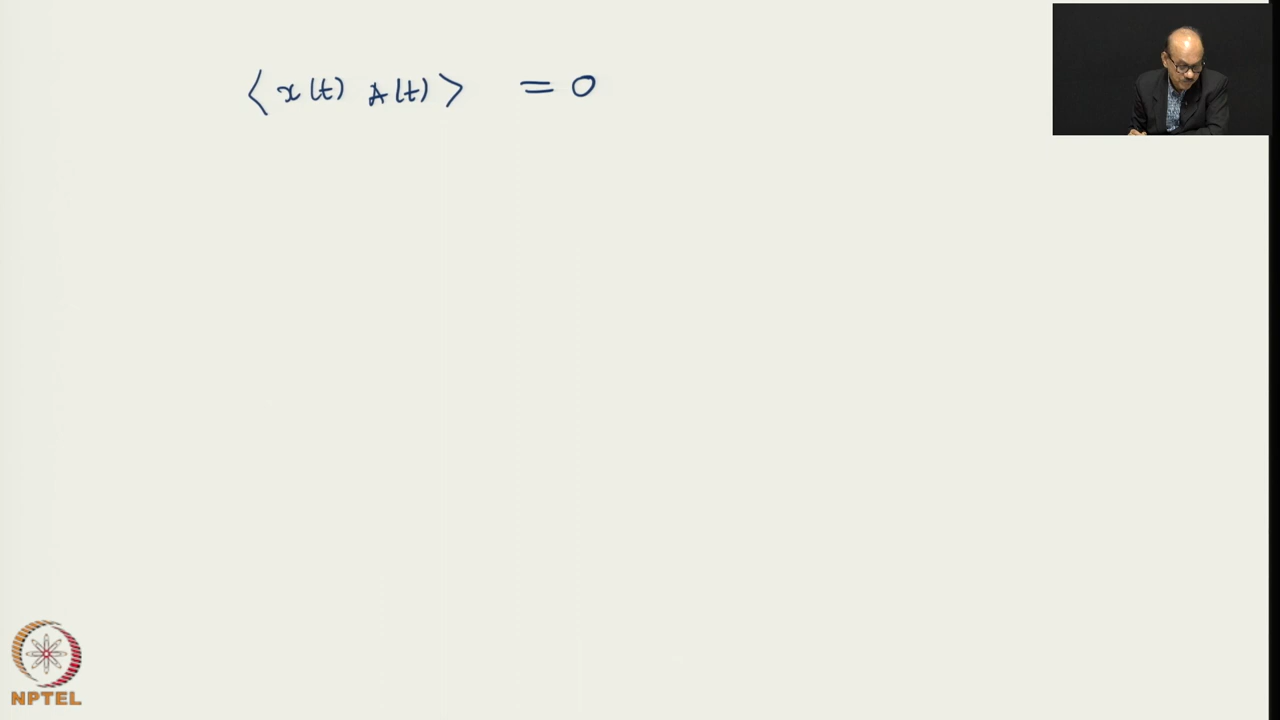 ⟨ x(t) A(t) ⟩ = 0
NPTEL